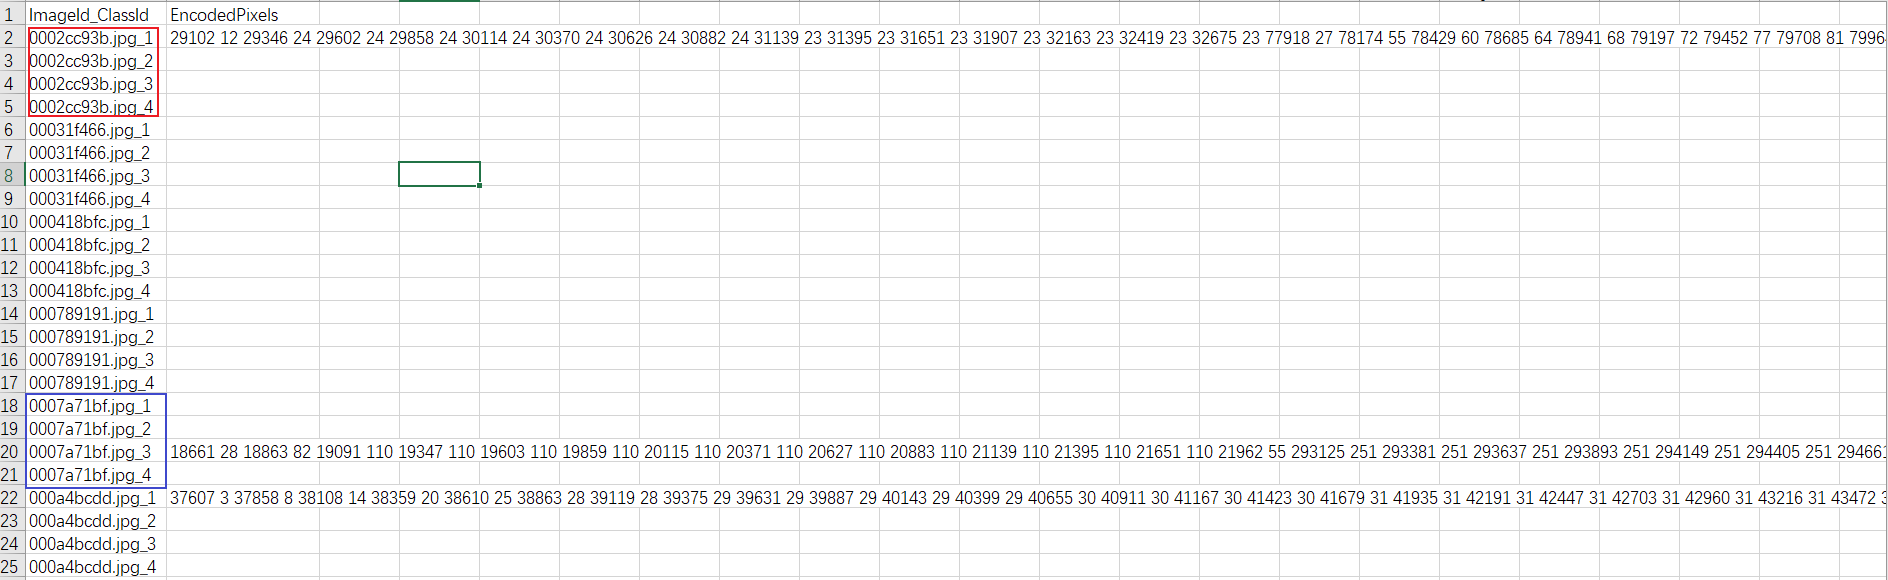 1 ImageId_ClassId EncodedPixels
2 0002cc93b.jpg_1 29102 12 29346 24 29602 24 29858 24 30114 24 30370 24 30626 24 30882 24 31139 23 31395 23 31651 23 31907 23 32163 23 32419 23 32675 23 77918 27 78174 55 78429 60 78685 64 78941 68 79197 72 79452 77 79708 81 7996
3 0002cc93b.jpg_2
4 0002cc93b.jpg_3
5 0002cc93b.jpg_4
6 00031f466.jpg_1
7 00031f466.jpg_2
8 00031f466.jpg_3
9 00031f466.jpg_4
10 000418bfc.jpg_1
11 000418bfc.jpg_2
12 000418bfc.jpg_3
13 000418bfc.jpg_4
14 000789191.jpg_1
15 000789191.jpg_2
16 000789191.jpg_3
17 000789191.jpg_4
18 0007a71bf.jpg_1
19 0007a71bf.jpg_2
20 0007a71bf.jpg_3 18661 28 18863 82 19091 110 19347 110 19603 110 19859 110 20115 110 20371 110 20627 110 20883 110 21139 110 21395 110 21651 110 21962 55 293125 251 293381 251 293637 251 293893 251 294149 251 294405 251 294661
21 0007a71bf.jpg_4
22 000a4bcdd.jpg_1 37607 3 37858 8 38108 14 38359 20 38610 25 38863 28 39119 28 39375 29 39631 29 39887 29 40143 29 40399 29 40655 30 40911 30 41167 30 41423 30 41679 31 41935 31 42191 31 42447 31 42703 31 42960 31 43216 31 43472
23 000a4bcdd.jpg_2
24 000a4bcdd.jpg_3
25 000a4bcdd.jpg_4